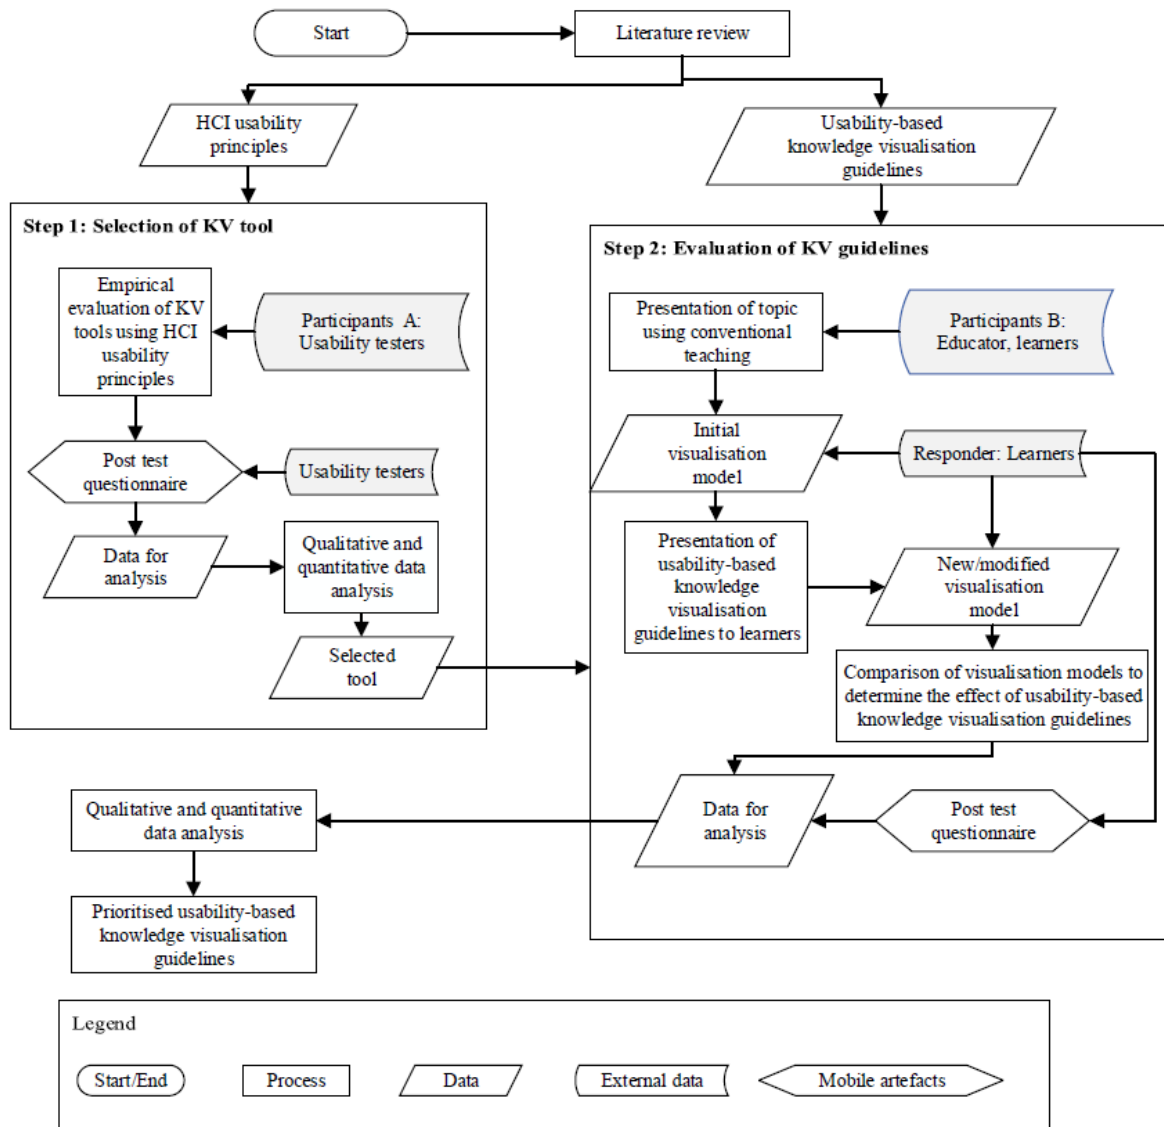 Start
Literature review
HCI usability
principles
Usability-based
knowledge visualisation
guidelines
Step 1: Selection of KV tool
Empirical
evaluation of KV
tools using HCI
usability
principles
Participants A:
Usability testers
Post test
questionnaire
Usability testers
Data for
analysis
Qualitative and
quantitative data
analysis
Selected
tool
Step 2: Evaluation of KV guidelines
Presentation of topic
using conventional
teaching
Participants B:
Educator, learners
Initial
visualisation
model
Responder: Learners
Presentation of
usability-based
knowledge
visualisation
guidelines to learners
New/modified
visualisation
model
Comparison of visualisation models to
determine the effect of usability-based
knowledge visualisation guidelines
Data for
analysis
Post test
questionnaire
Qualitative and quantitative
data analysis
Prioritised usability-based
knowledge visualisation
guidelines
Legend
Start/End
Process
Data
External data
Mobile artefacts